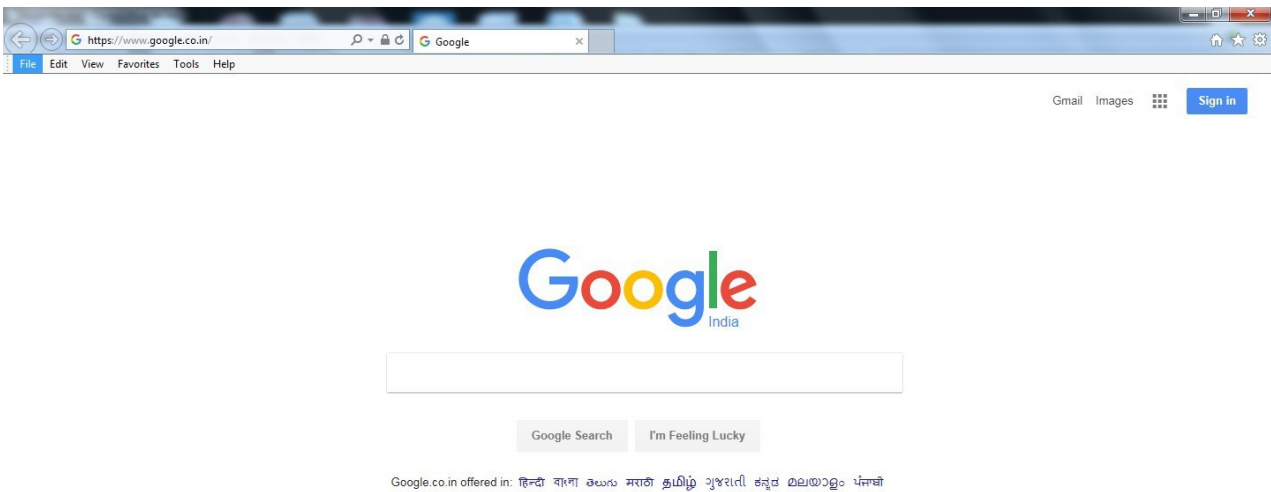 https://www.google.co.in/ Google
File Edit View Favorites Tools Help
Gmail Images Sign in
Google
India
Google Search I'm Feeling Lucky
Google.co.in offered in: हिन्दी বাংলা తెలుగు मराठी தமிழ் ગુજરાતી ಕನ್ನಡ മലയാളം ਪੰਜਾਬੀ